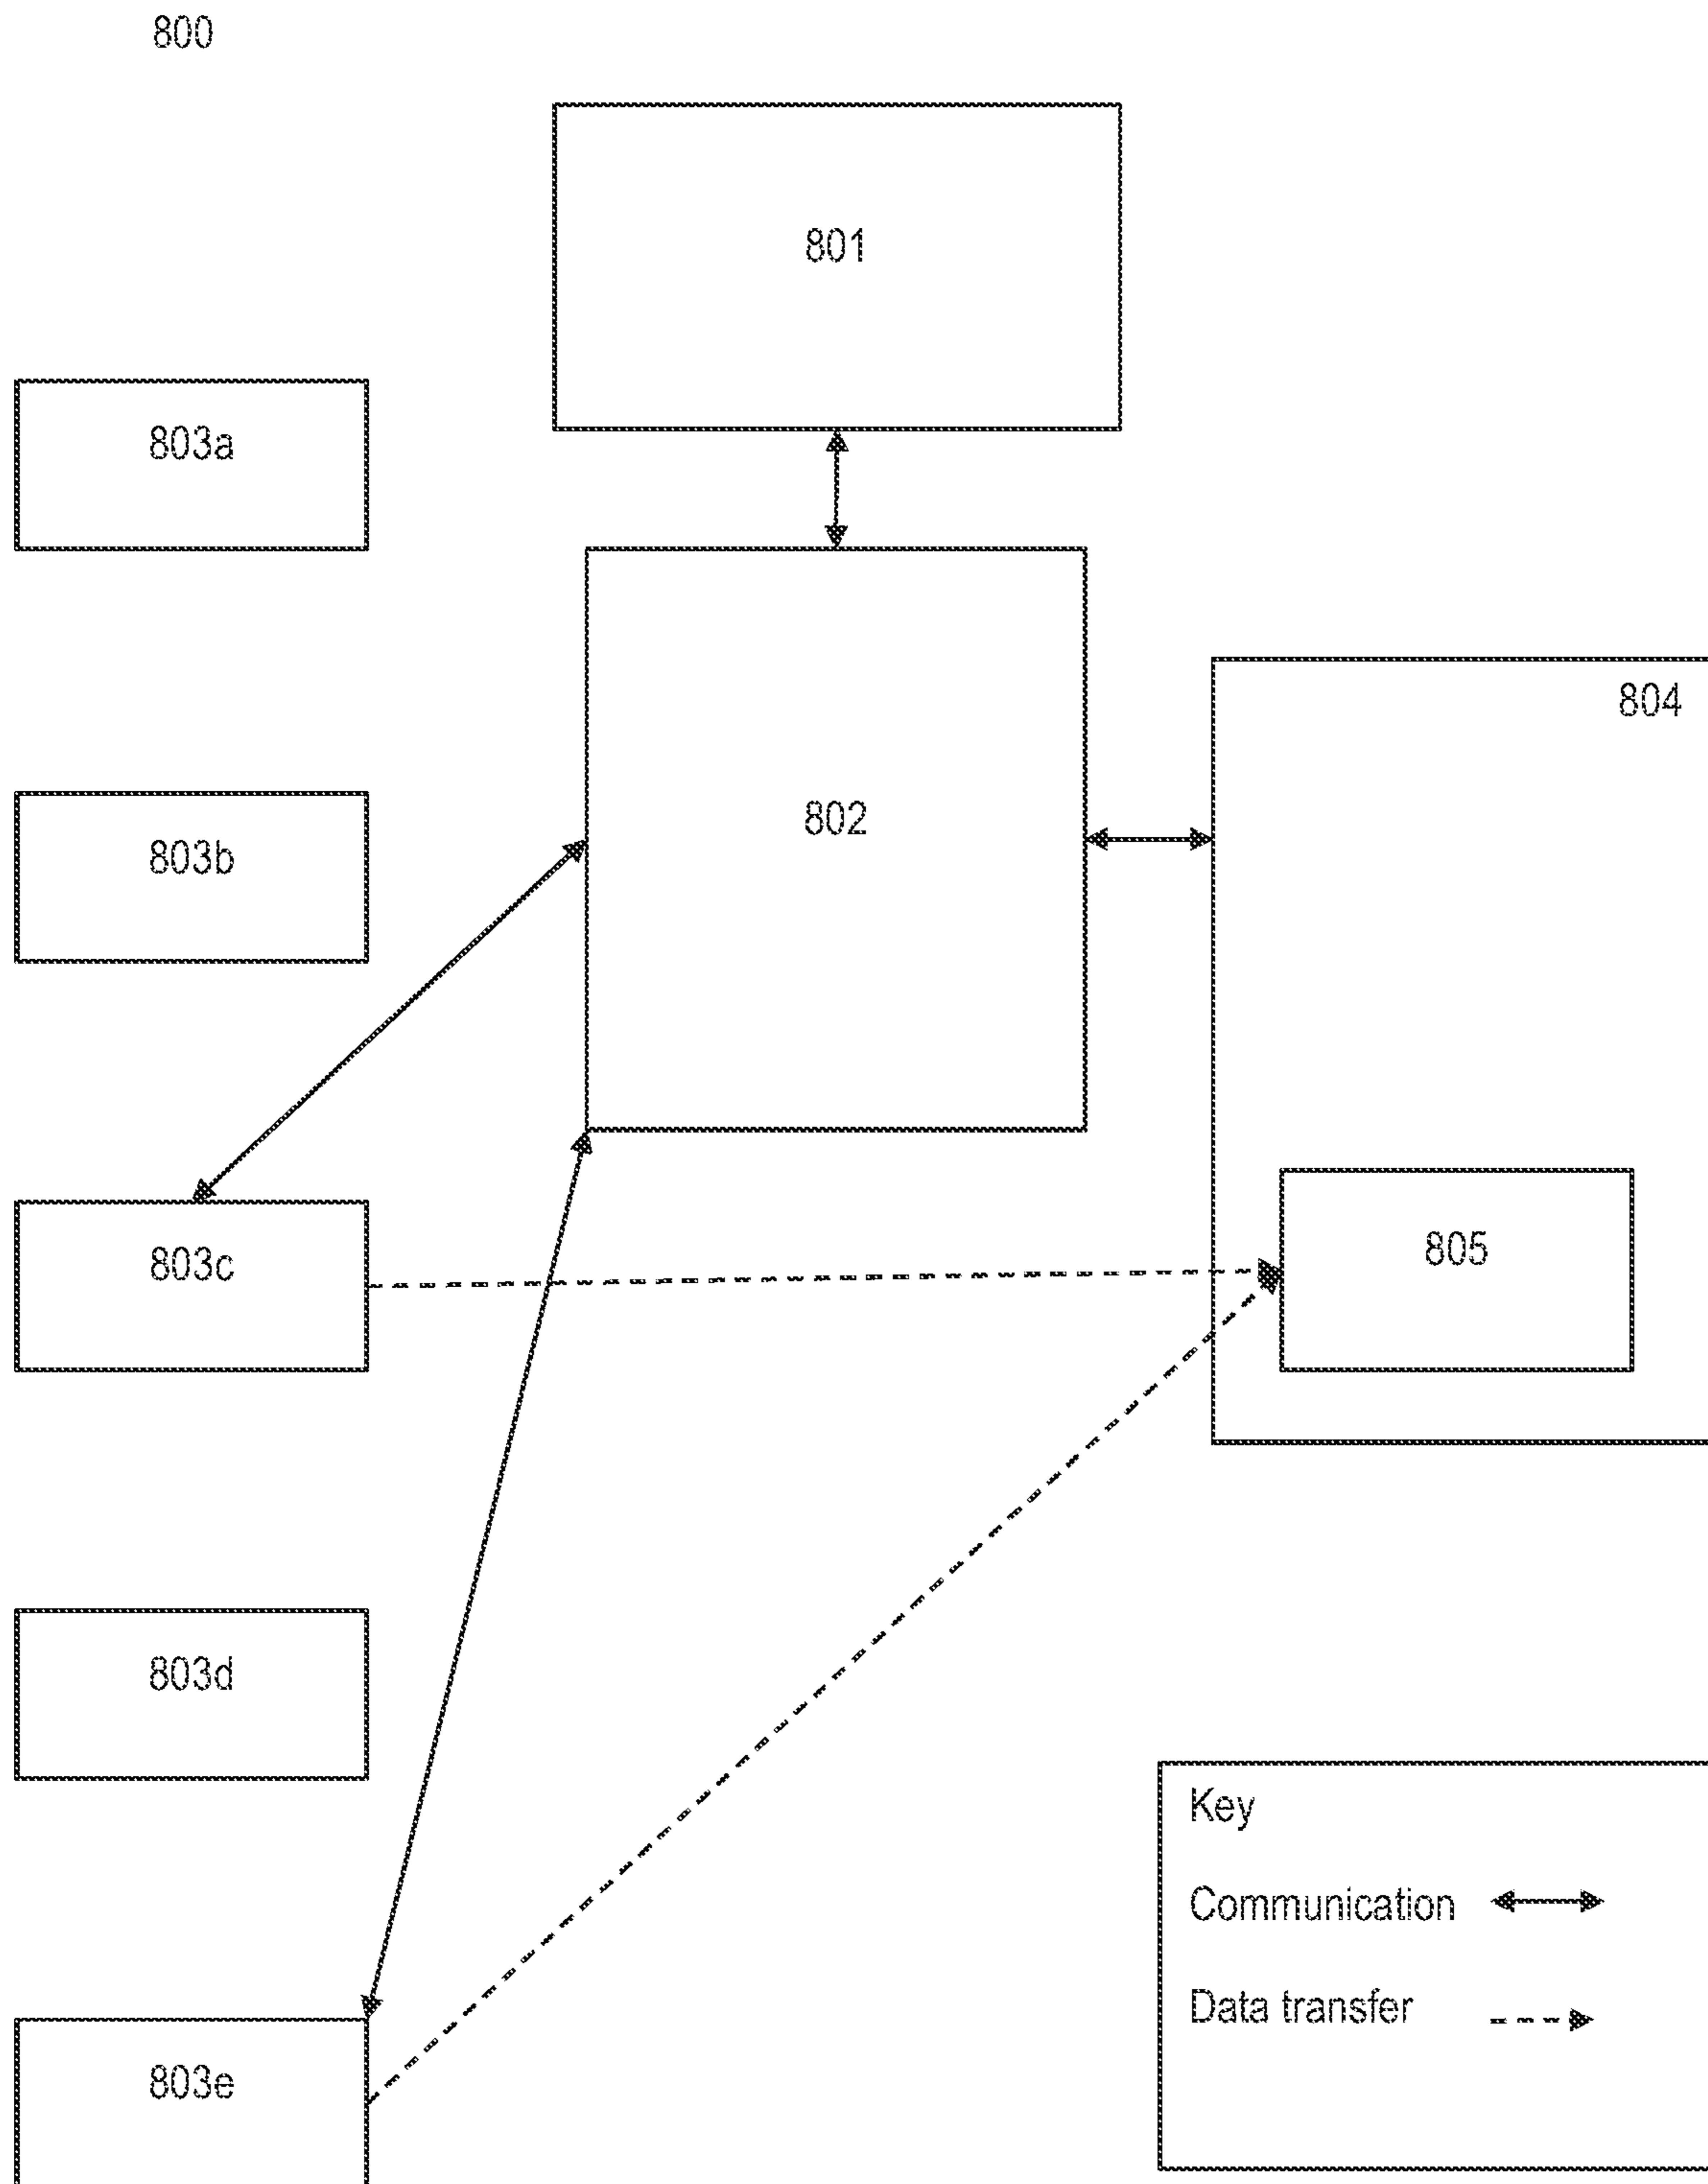 800
801
803a
804
802
803b
805
803c
803d
Key
Communication
Data transfer
803e